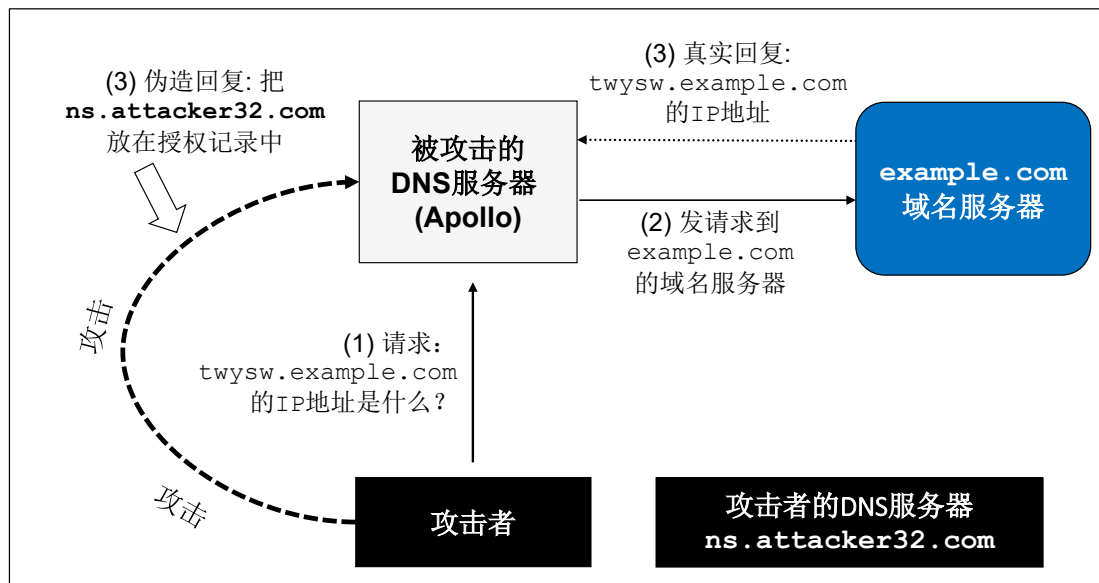 (3) 伪造回复: 把
ns.attacker32.com
放在授权记录中
被攻击的
DNS服务器
(Apollo)
(3) 真实回复:
twysw.example.com
的IP地址
example.com
域名服务器
(2) 发请求到
example.com
的域名服务器
攻击
(1) 请求：
twysw.example.com
的IP地址是什么？
攻击
攻击者
攻击者的DNS服务器
ns.attacker32.com